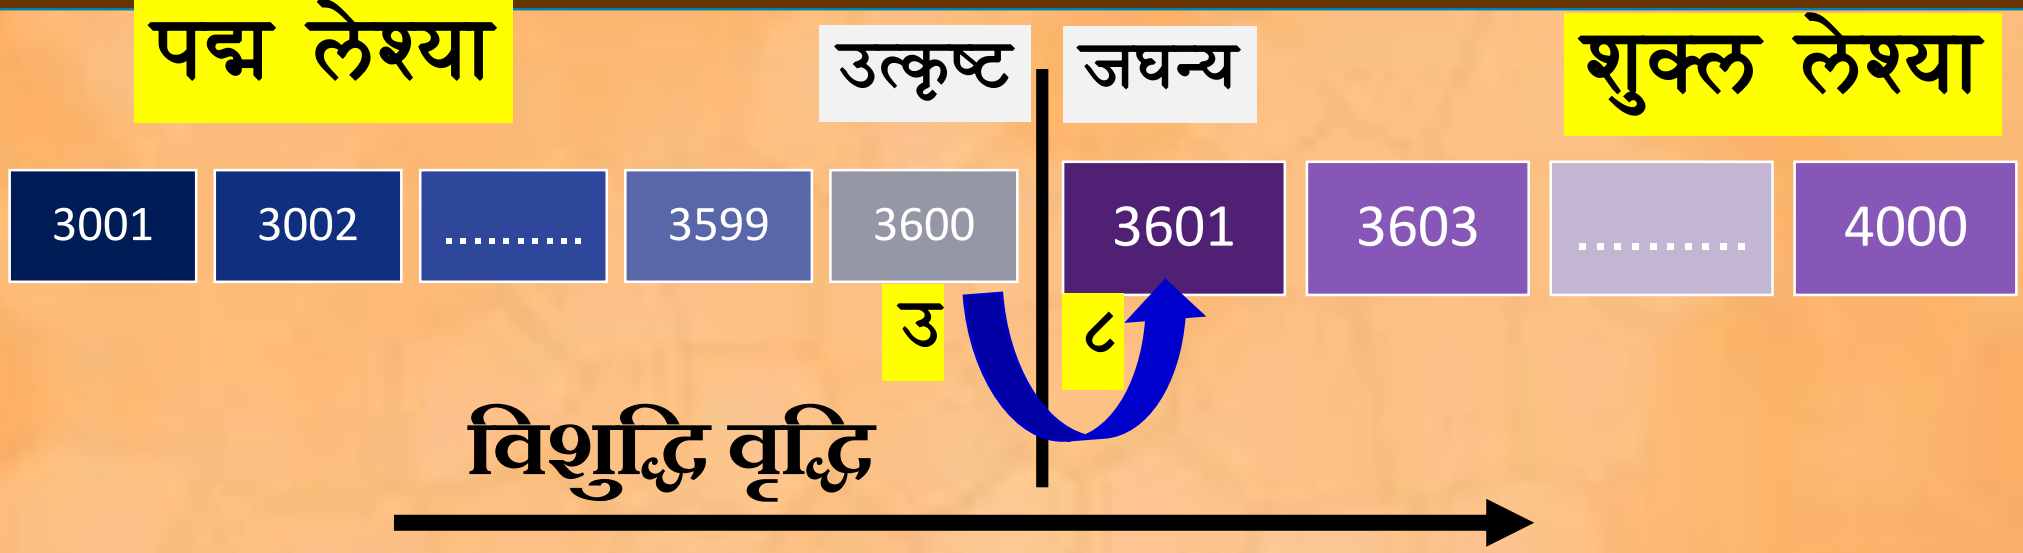 पद्म लेश्या
उत्कृष्ट
जघन्य
शुक्ल लेश्या
3001 3002 .......... 3599 3600 3601 3603 .......... 4000
उ
८
विशुद्धि वृद्धि